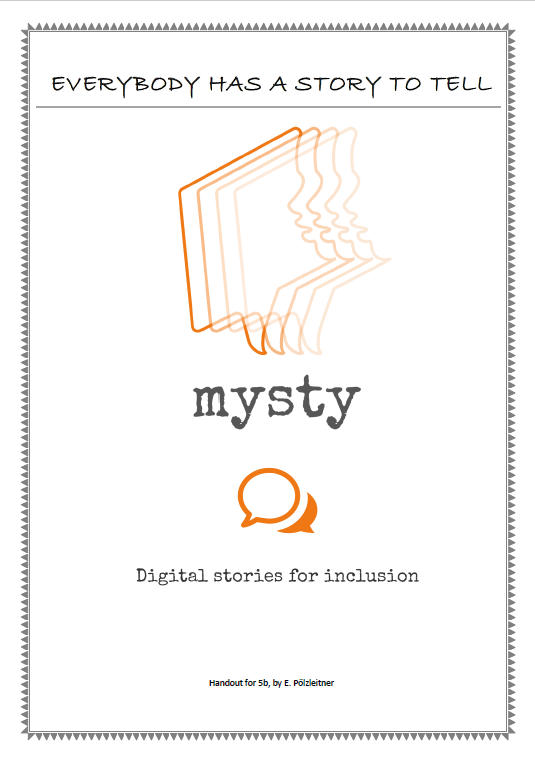 EVERYBODY HAS A STORY TO TELL
mysty
Digital stories for inclusion
Handout for 5b, by E. Pölzleitner